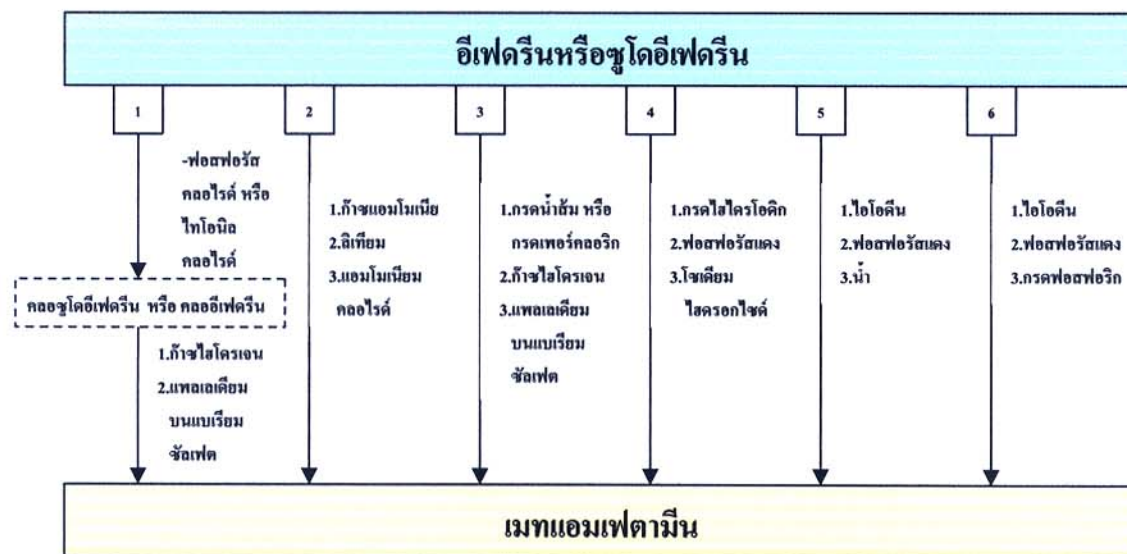 อีเฟดรีนหรือซูโดอีเฟดรีน
1
2
3
4
5
6
-ฟอสฟอรัส
คลอไรด์ หรือ
ไทโอนิล
คลอไรด์
คลอซูโดอีเฟดรีน หรือ คลออีเฟดรีน
1.ก๊าซไฮโดรเจน
2.แพลเลเดียม
บนแบเรียม
ซัลเฟต
1.ก๊าซแอมโมเนีย
2.ลิเทียม
3.แอมโมเนียม
คลอไรด์
1.กรดน้ำส้ม หรือ
กรดเพอร์คลอริก
2.ก๊าซไฮโดรเจน
3.แพลเลเดียม
บนแบเรียม
ซัลเฟต
1.กรดไฮไดรโอดิก
2.ฟอสฟอรัสแดง
3.โซเดียม
ไฮดรอกไซด์
1.ไอโอดีน
2.ฟอสฟอรัสแดง
3.น้ำ
1.ไอโอดีน
2.ฟอสฟอรัสแดง
3.กรดฟอสฟอริก
เมทแอมเฟตามีน